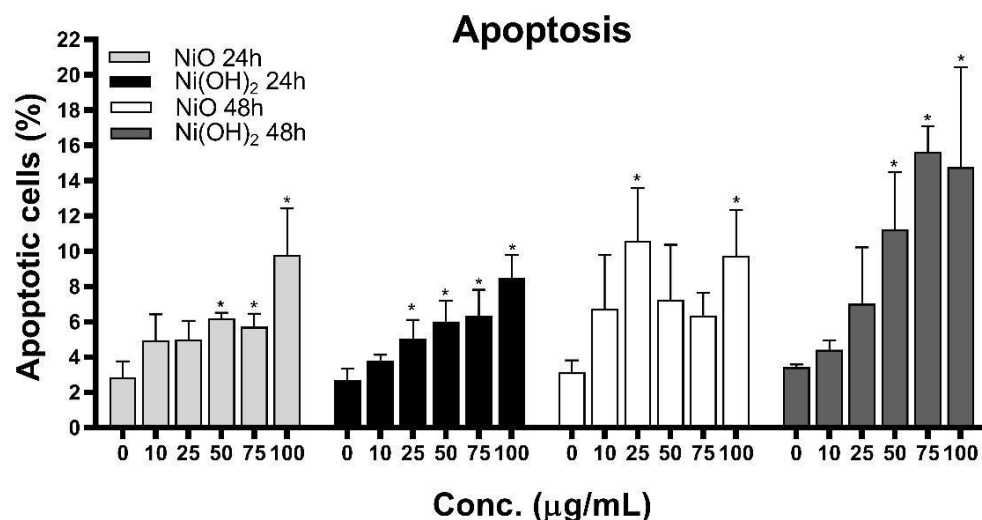 Apoptosis
NiO 24h
Ni(OH)₂ 24h
NiO 48h
Ni(OH)₂ 48h
Apoptotic cells (%)
22
20
18
16
14
12
10
8
6
4
2
0
* * *
* * * *
* *
* * *
0 10 25 50 75 100 0 10 25 50 75 100 0 10 25 50 75 100 0 10 25 50 75 100
Conc. (μg/mL)